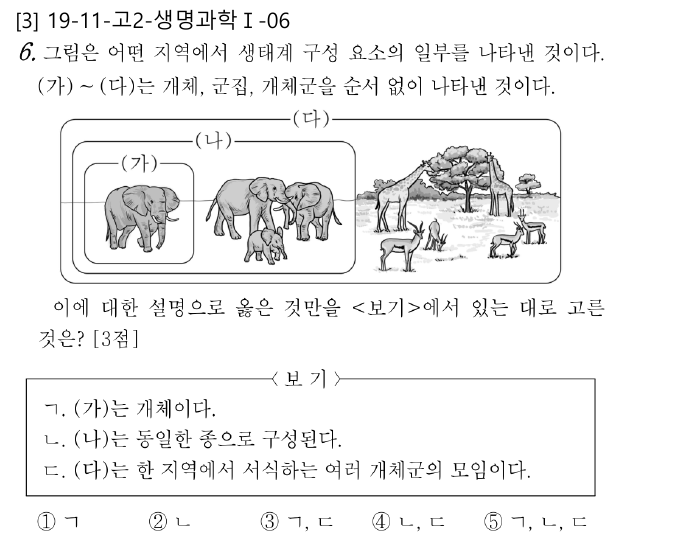 [3] 19-11-고2-생명과학Ⅰ-06
6. 그림은 어떤 지역에서 생태계 구성 요소의 일부를 나타낸 것이다.
(가) ~ (다)는 개체, 군집, 개체군을 순서 없이 나타낸 것이다.
(다)
(나)
(가)
이에 대한 설명으로 옳은 것만을 <보기>에서 있는 대로 고른
것은? [3점]
<보 기>
ㄱ. (가)는 개체이다.
ㄴ. (나)는 동일한 종으로 구성된다.
ㄷ. (다)는 한 지역에서 서식하는 여러 개체군의 모임이다.
① ㄱ ② ㄴ ③ ㄱ, ㄷ ④ ㄴ, ㄷ ⑤ ㄱ, ㄴ, ㄷ